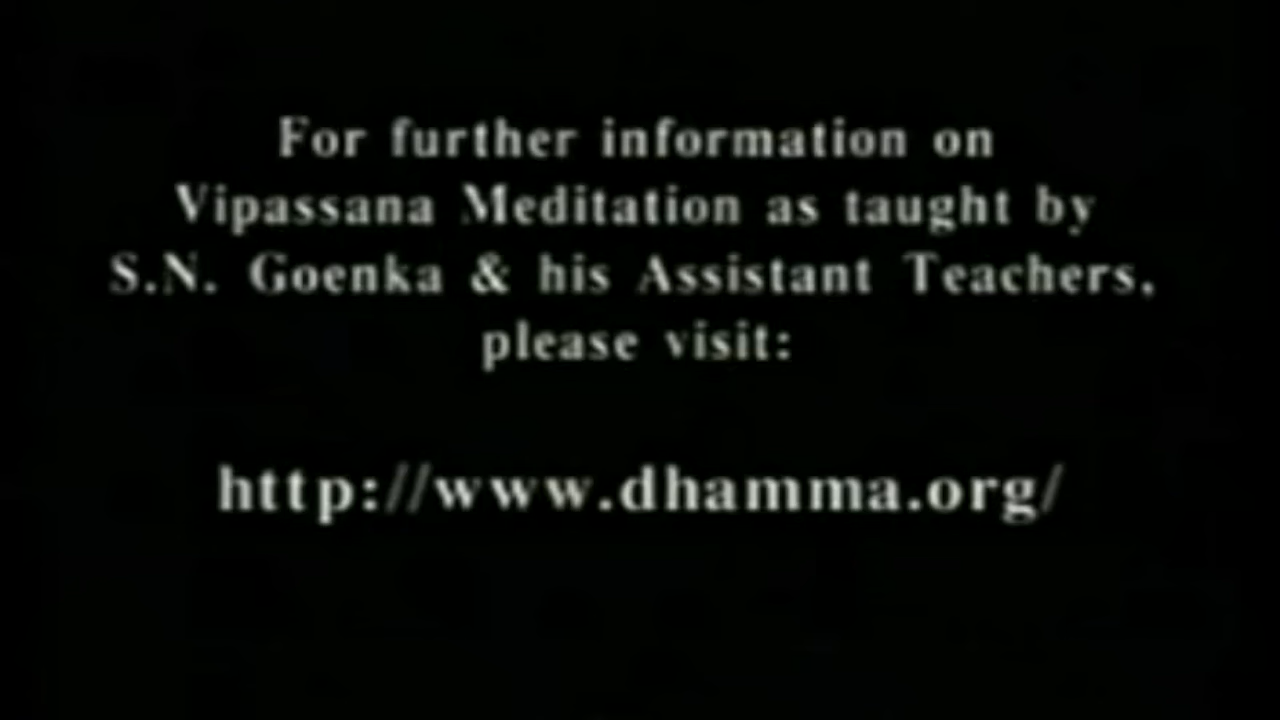 For further information on
Vipassana Meditation as taught by
S.N. Goenka & his Assistant Teachers,
please visit:
http://www.dhamma.org/